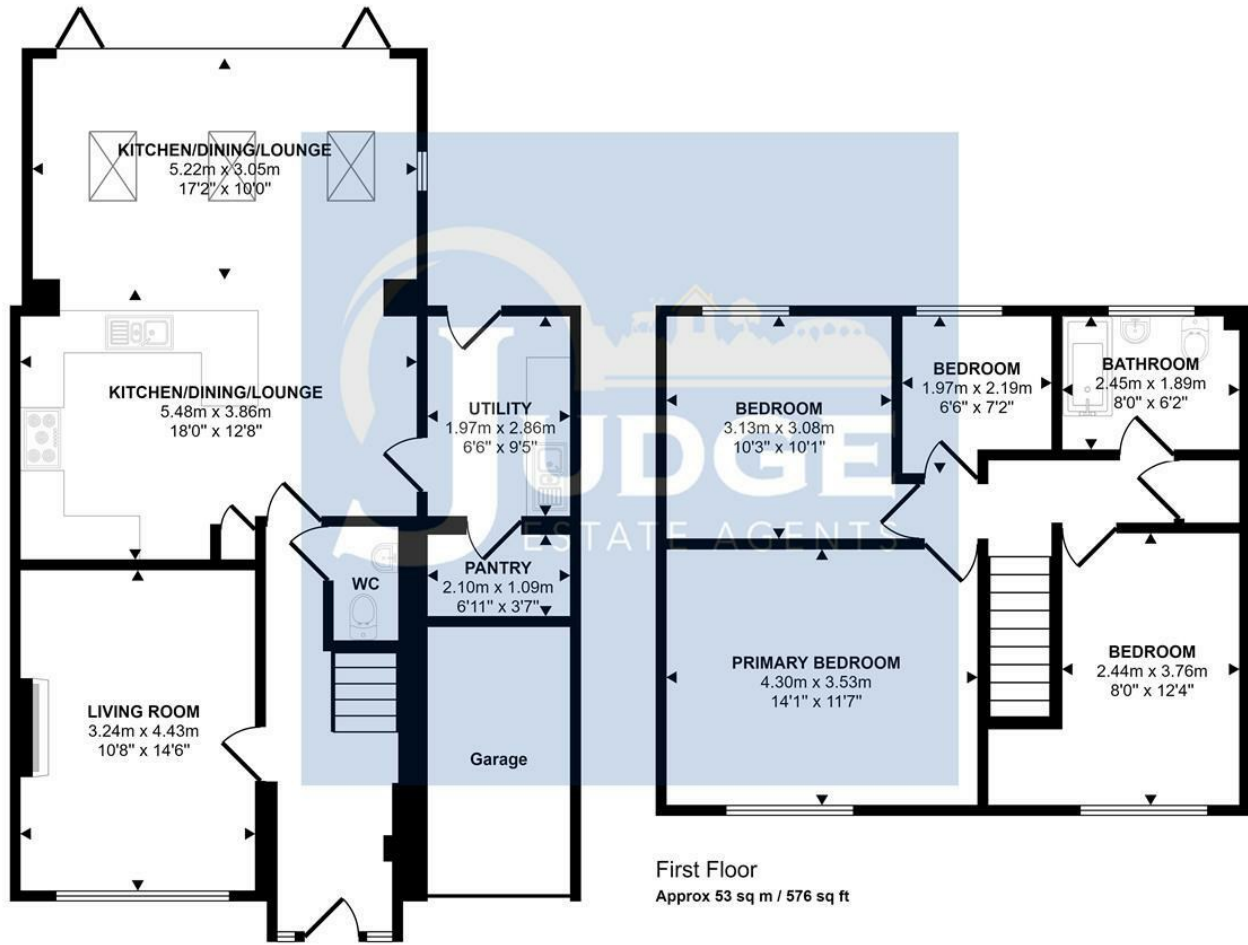 KITCHEN/DINING/LOUNGE
5.22m x 3.05m
17'2" x 10'0"
KITCHEN/DINING/LOUNGE
5.48m x 3.86m
18'0" x 12'8"
UTILITY
1.97m x 2.86m
6'6" x 9'5"
WC
PANTRY
2.10m x 1.09m
6'11" x 3'7"
LIVING ROOM
3.24m x 4.43m
10'8" x 14'6"
Garage
JUDGE
ESTATE AGENTS
BEDROOM
3.13m x 3.08m
10'3" x 10'1"
BEDROOM
1.97m x 2.19m
6'6" x 7'2"
BATHROOM
2.45m x 1.89m
8'0" x 6'2"
PRIMARY BEDROOM
4.30m x 3.53m
14'1" x 11'7"
BEDROOM
2.44m x 3.76m
8'0" x 12'4"
First Floor
Approx 53 sq m / 576 sq ft